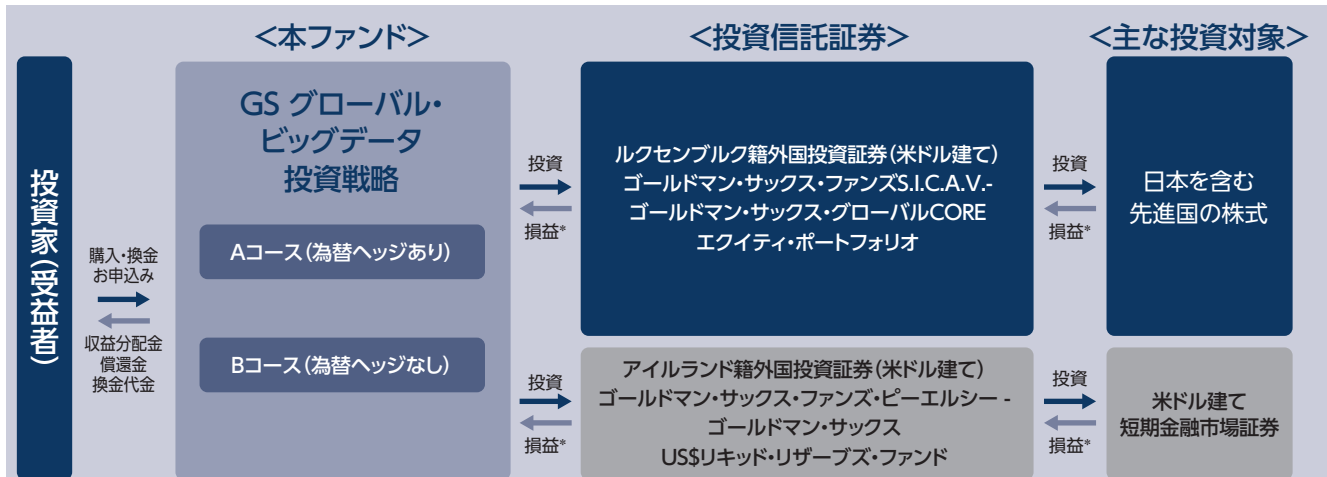 <本ファンド>
<投資信託証券>
<主な投資対象>
投資家(受益者)
購入・換金
お申込み
収益分配金
償還金
換金代金
GS グローバル・
ビッグデータ
投資戦略
Aコース(為替ヘッジあり)
Bコース(為替ヘッジなし)
投資
損益*
ルクセンブルク籍外国投資証券(米ドル建て)
ゴールドマン・サックス・ファンズS.I.C.A.V.-
ゴールドマン・サックス・グローバルCORE
エクイティ・ポートフォリオ
投資
損益*
日本を含む
先進国の株式
投資
損益*
アイルランド籍外国投資証券(米ドル建て)
ゴールドマン・サックス・ファンズ・ピーエルシー -
ゴールドマン・サックス
US$リキッド・リザーブズ・ファンド
投資
損益*
米ドル建て
短期金融市場証券